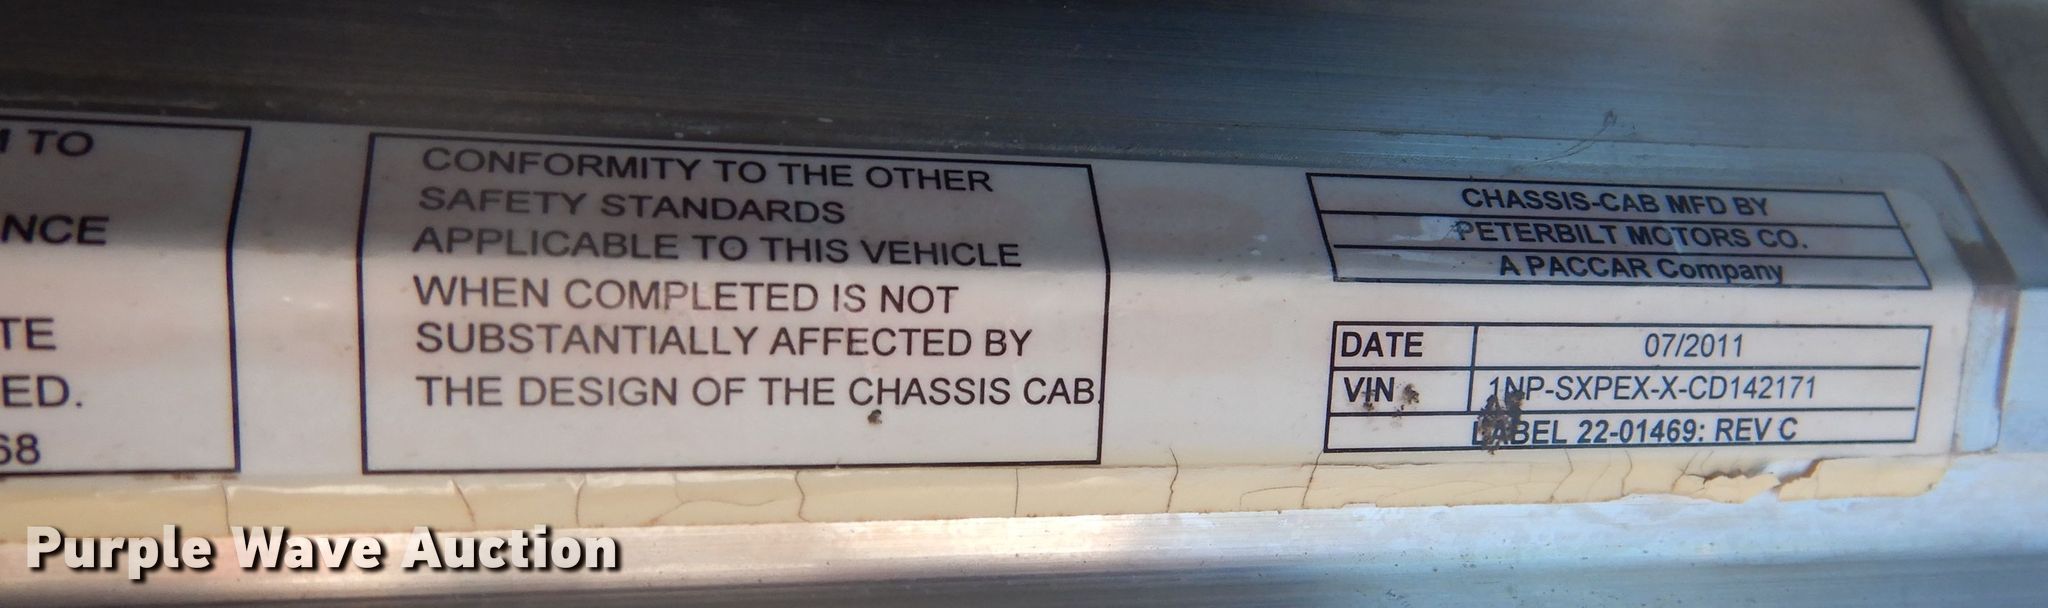 TO
NCE
TE
ED.
68
CONFORMITY TO THE OTHER
SAFETY STANDARDS
APPLICABLE TO THIS VEHICLE
WHEN COMPLETED IS NOT
SUBSTANTIALLY AFFECTED BY
THE DESIGN OF THE CHASSIS CAB.
CHASSIS-CAB MFD BY
PETERBILT MOTORS CO.
A PACCAR Company
DATE 07/2011
VIN 1NP-SXPEX-X-CD142171
LABEL 22-01469: REV C
Purple Wave Auction